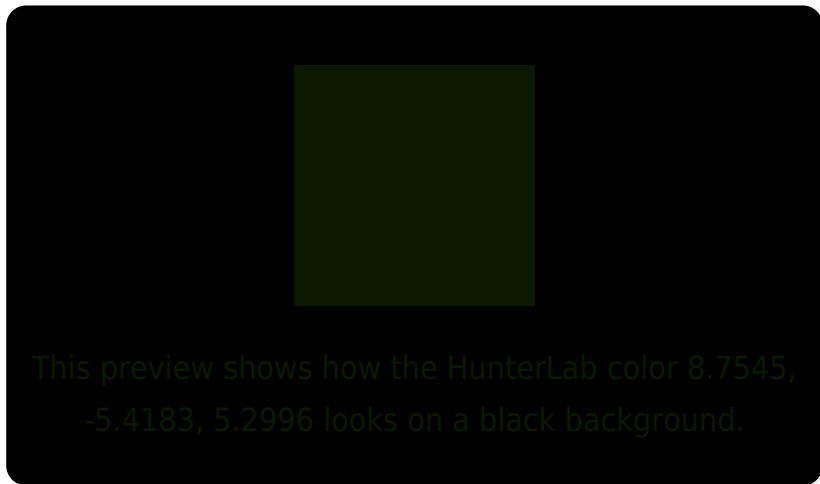 This preview shows how the HunterLab color 8.7545,
-5.4183, 5.2996 looks on a black background.